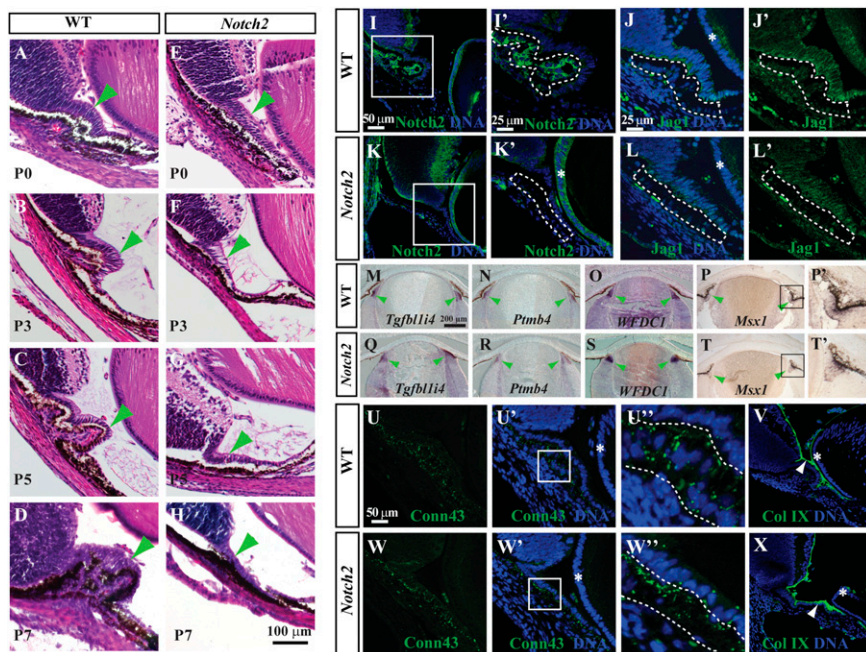 WT
Notch2
A
P0
E
P0
B
P3
F
P3
C
P5
G
P5
D
P7
H
P7
100 µm
WT
I
50 µm
Notch2 DNA
I'
25 µm
Notch2 DNA
J
*
25 µm
Jag1 DNA
J'
Jag1
Notch2
K
Notch2 DNA
K'
*
Notch2 DNA
L
*
Jag1 DNA
L'
Jag1
WT
M
Tgfbl1i4
200 µm
N
Ptmb4
O
WFDC1
P
Msx1
P'
Notch2
Q
Tgfbl1i4
R
Ptmb4
S
WFDC1
T
Msx1
T'
WT
U
50 µm
Conn43
U'
*
Conn43 DNA
U''
V
*
Col IX DNA
Notch2
W
Conn43
W'
*
Conn43 DNA
W''
X
*
Col IX DNA